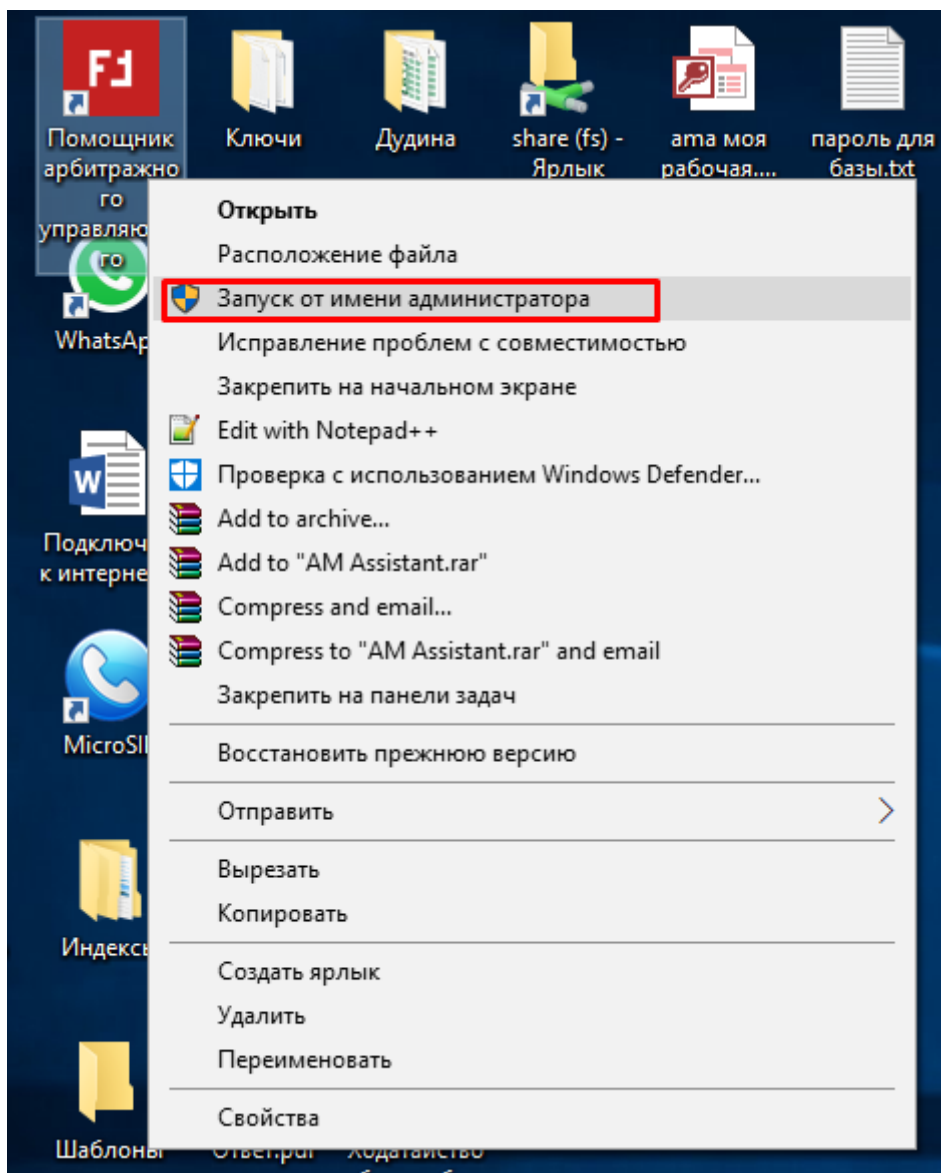 Помощник
арбитражно
го
управляю
го
Ключи
Дудина
share (fs) -
Ярлык
ama моя
рабочая....
пароль для
базы.txt
WhatsAp
Подключ
к интерне
MicroSI
Индексы
Шаблоны
Открыть
Расположение файла
Запуск от имени администратора
Исправление проблем с совместимостью
Закрепить на начальном экране
Edit with Notepad++
Проверка с использованием Windows Defender...
Add to archive...
Add to "AM Assistant.rar"
Compress and email...
Compress to "AM Assistant.rar" and email
Закрепить на панели задач
Восстановить прежнюю версию
Отправить
Вырезать
Копировать
Создать ярлык
Удалить
Переименовать
Свойства
Ответ.pdf
Ходатайство